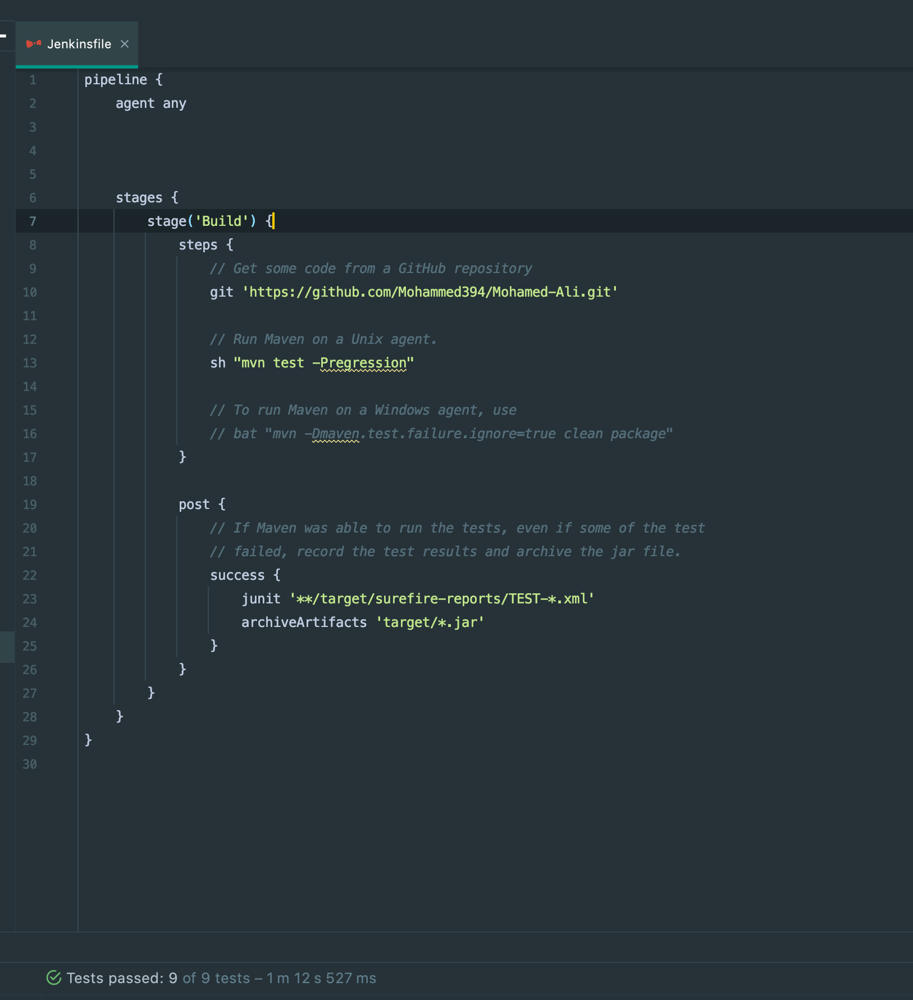 Jenkinsfile
1 pipeline {
2     agent any
3
4
5
6     stages {
7         stage('Build') {
8             steps {
9                 // Get some code from a GitHub repository
10                 git 'https://github.com/Mohammed394/Mohamed-Ali.git'
11
12                 // Run Maven on a Unix agent.
13                 sh "mvn test -Pregression"
14
15                 // To run Maven on a Windows agent, use
16                 // bat "mvn -Dmaven.test.failure.ignore=true clean package"
17             }
18
19             post {
20                 // If Maven was able to run the tests, even if some of the test
21                 // failed, record the test results and archive the jar file.
22                 success {
23                     junit '**/target/surefire-reports/TEST-*.xml'
24                     archiveArtifacts 'target/*.jar'
25                 }
26             }
27         }
28     }
29 }
30
Tests passed: 9 of 9 tests – 1 m 12 s 527 ms